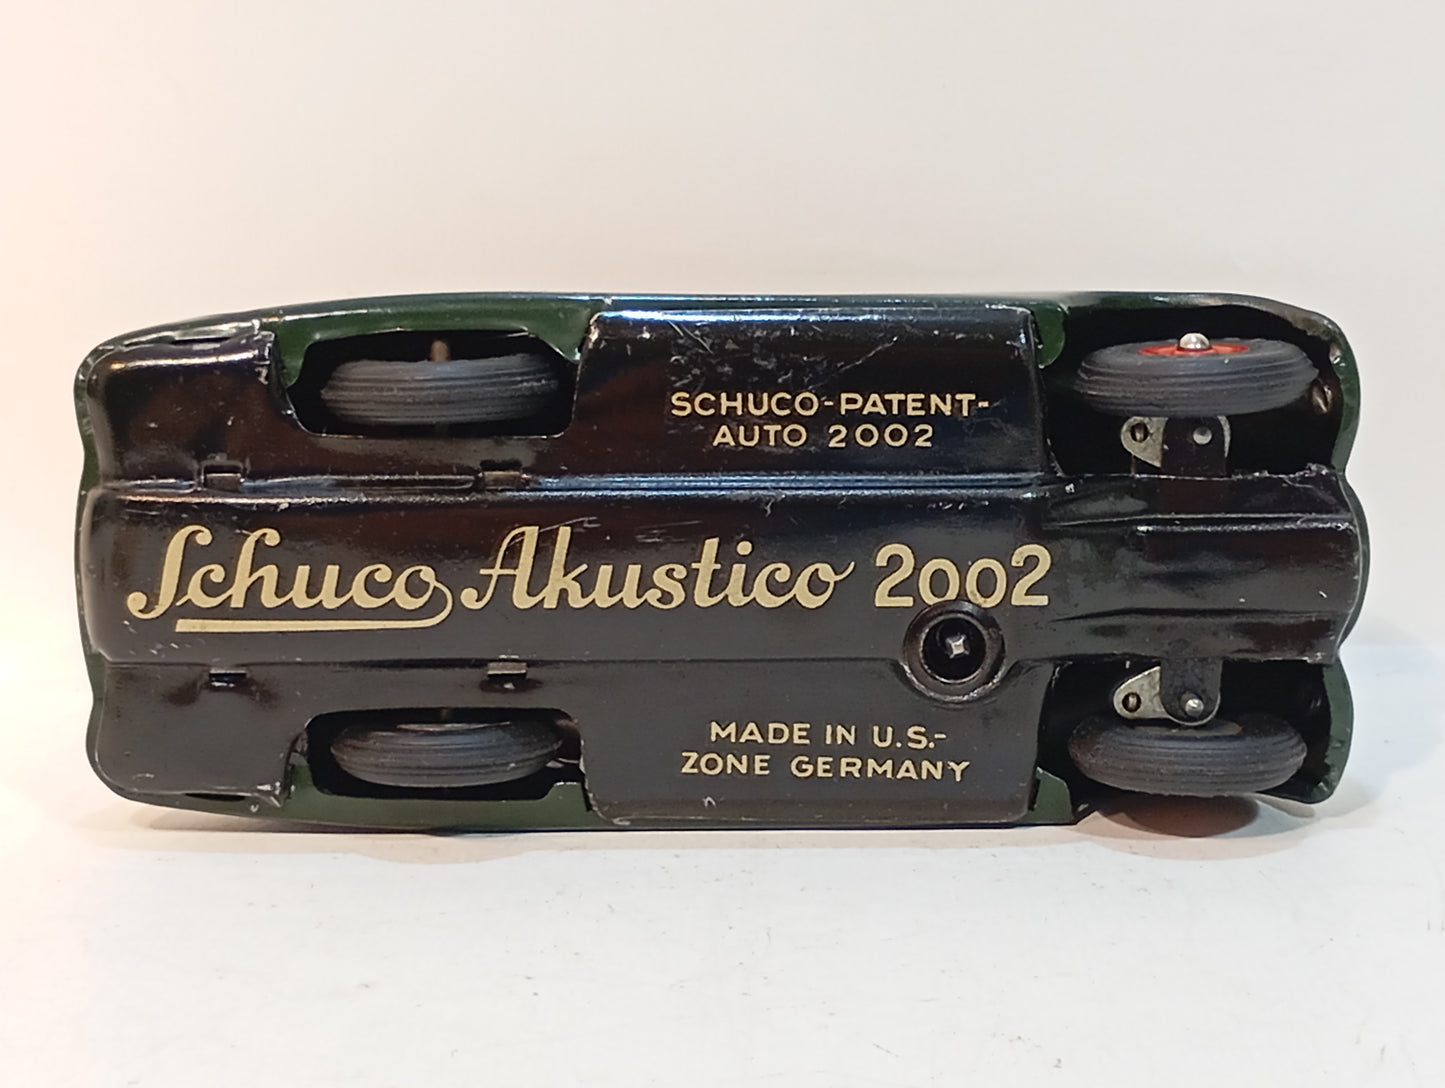 SCHUCO-PATENT-
AUTO 2002
Schuco Akustico 2002
MADE IN U.S.-
ZONE GERMANY